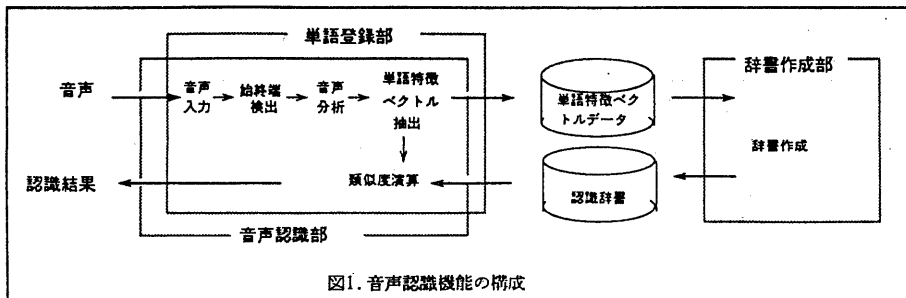 単語登録部
辞書作成部
音声
音声
入力
始終端
検出
音声
分析
単語特徴
ベクトル
抽出
単語特徴ベク
トルデータ
辞書作成
認識結果
類似度演算
認識辞書
音声認識部
図1. 音声認識機能の構成